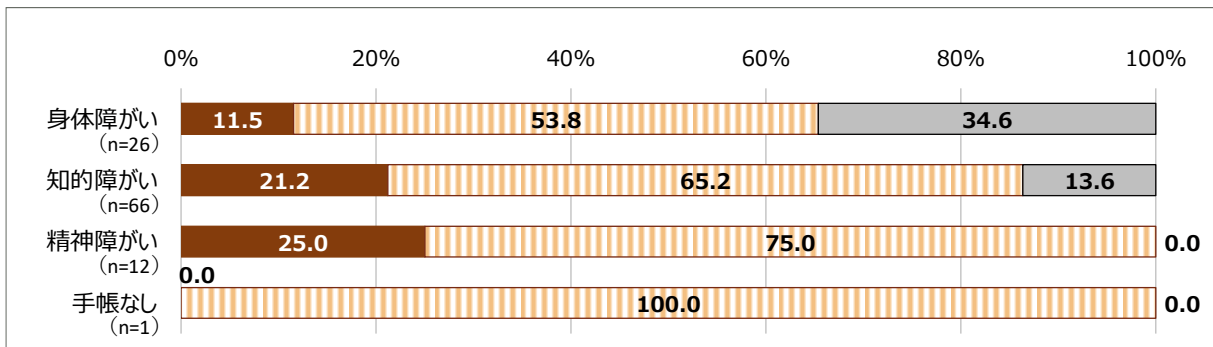 0% 20% 40% 60% 80% 100%
身体障がい 11.5 53.8 34.6
（n=26）
知的障がい 21.2 65.2 13.6
（n=66）
精神障がい 25.0 75.0 0.0
（n=12）
0.0
手帳なし 100.0 0.0
（n=1）